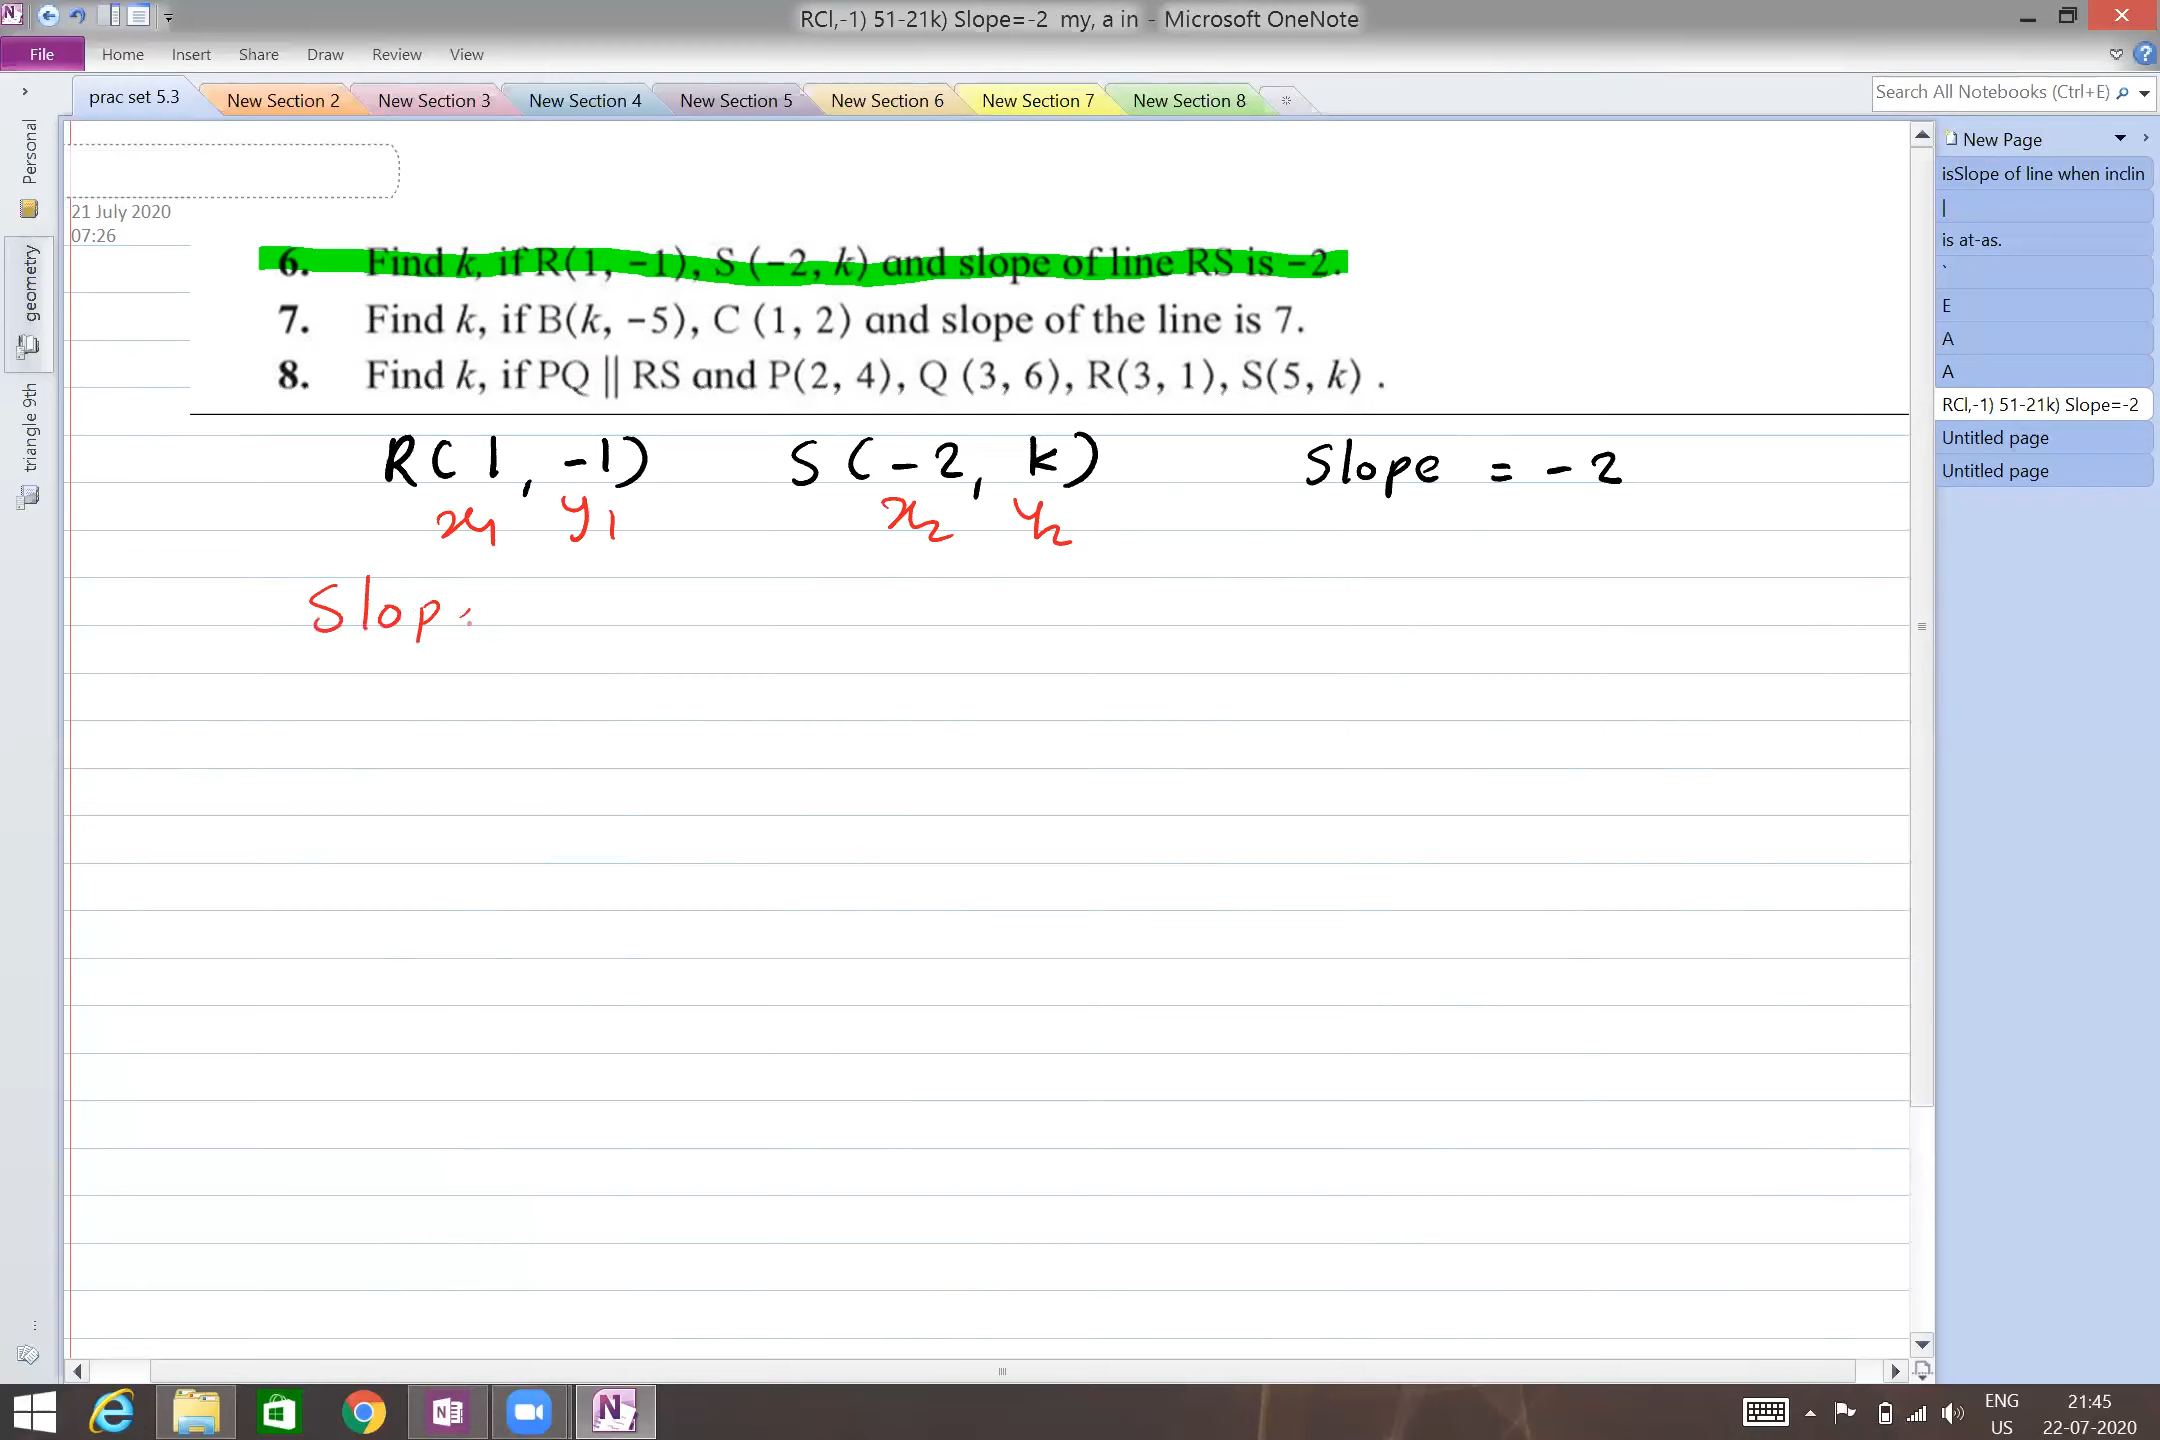 RCl,-1) 51-21k) Slope=-2 my, a in - Microsoft OneNote
File Home Insert Share Draw Review View
prac set 5.3 New Section 2 New Section 3 New Section 4 New Section 5 New Section 6 New Section 7 New Section 8
Search All Notebooks (Ctrl+E)
Personal
geometry
triangle 9th
New Page
isSlope of line when inclin
|
is at-as.
`
E
A
A
RCl,-1) 51-21k) Slope=-2
Untitled page
Untitled page
21 July 2020
07:26
6. Find k, if R(1, -1), S (-2, k) and slope of line RS is -2.
7. Find k, if B(k, -5), C (1, 2) and slope of the line is 7.
8. Find k, if PQ || RS and P(2, 4), Q (3, 6), R(3, 1), S(5, k) .
R( 1, -1) S (-2, k) Slope = -2
x1 y1 x2 y2
Slop
ENG 21:45
US 22-07-2020